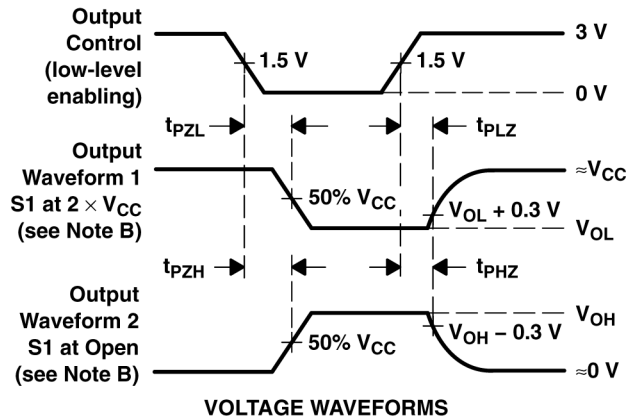 Output
Control
(low-level
enabling)
1.5 V
1.5 V
3 V
0 V
tPZL
tPLZ
Output
Waveform 1
S1 at 2 × VCC
(see Note B)
50% VCC
VOL + 0.3 V
≈VCC
VOL
tPZH
tPHZ
Output
Waveform 2
S1 at Open
(see Note B)
50% VCC
VOH − 0.3 V
VOH
≈0 V
VOLTAGE WAVEFORMS